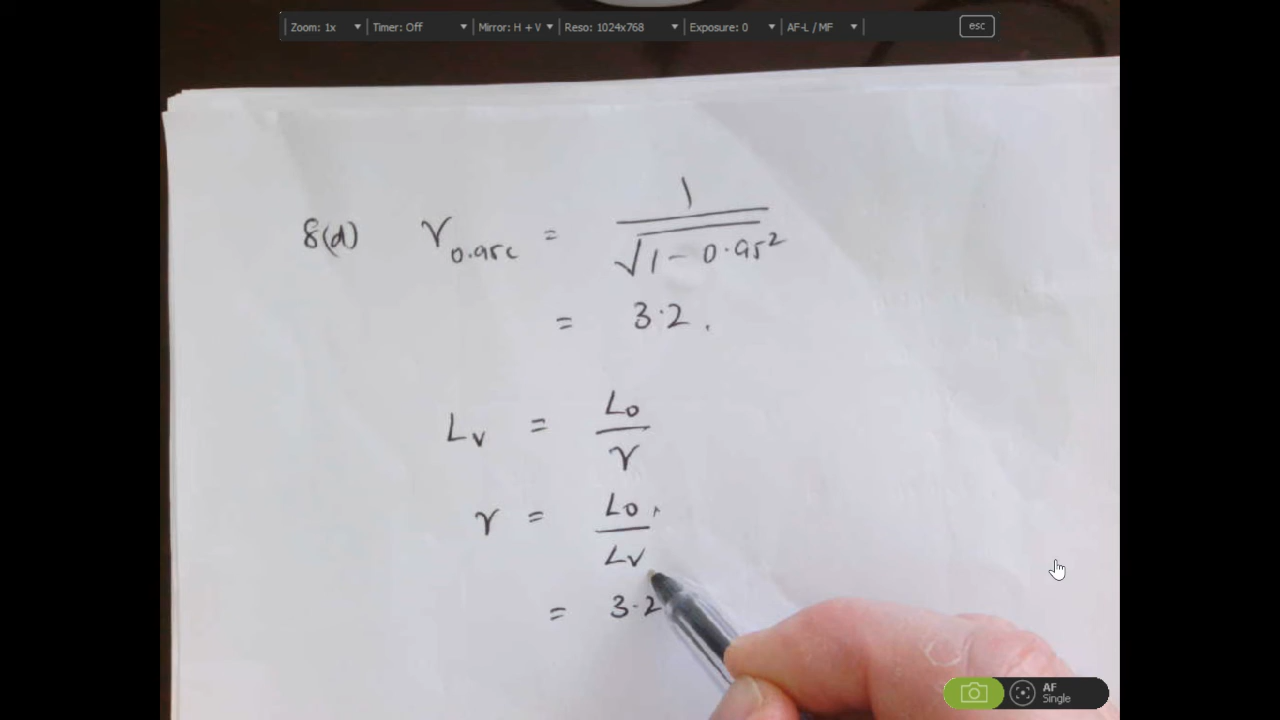 Zoom: 1x Timer: Off Mirror: H + V Reso: 1024x768 Exposure: 0 AF-L / MF esc
8(d) γ0.95c = 1
√1 - 0.95²
= 3.2.
Lv = L0
γ
γ = L0
Lv
= 3.2
AF
Single